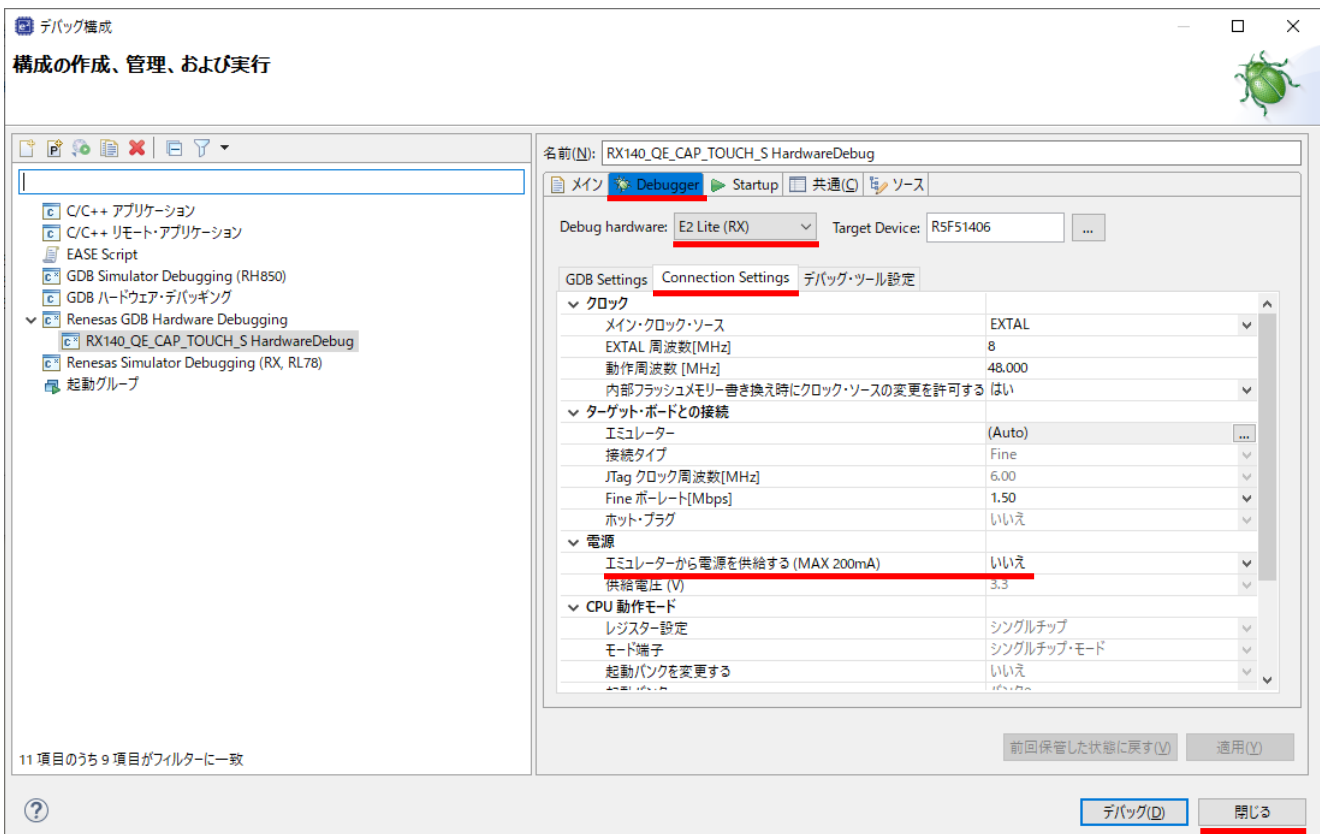 デバッグ構成
構成の作成、管理、および実行
C/C++ アプリケーション
C/C++ リモート・アプリケーション
EASE Script
GDB Simulator Debugging (RH850)
GDB ハードウェア・デバッギング
Renesas GDB Hardware Debugging
RX140_QE_CAP_TOUCH_S HardwareDebug
Renesas Simulator Debugging (RX, RL78)
起動グループ
11 項目のうち 9 項目がフィルターに一致
名前(N): RX140_QE_CAP_TOUCH_S HardwareDebug
メイン Debugger Startup 共通(C) ソース
Debug hardware: E2 Lite (RX) Target Device: R5F51406 ...
GDB Settings Connection Settings デバッグ・ツール設定
クロック
メイン・クロック・ソース EXTAL
EXTAL 周波数[MHz] 8
動作周波数 [MHz] 48.000
内部フラッシュメモリー書き換え時にクロック・ソースの変更を許可する はい
ターゲット・ボードとの接続
エミュレーター (Auto) ...
接続タイプ Fine
JTag クロック周波数[MHz] 6.00
Fine ボーレート[Mbps] 1.50
ホット・プラグ いいえ
電源
エミュレーターから電源を供給する (MAX 200mA) いいえ
供給電圧 (V) 3.3
CPU 動作モード
レジスター設定 シングルチップ
モード端子 シングルチップ・モード
起動バンクを変更する いいえ
前回保管した状態に戻す(V) 適用(Y)
デバッグ(D) 閉じる